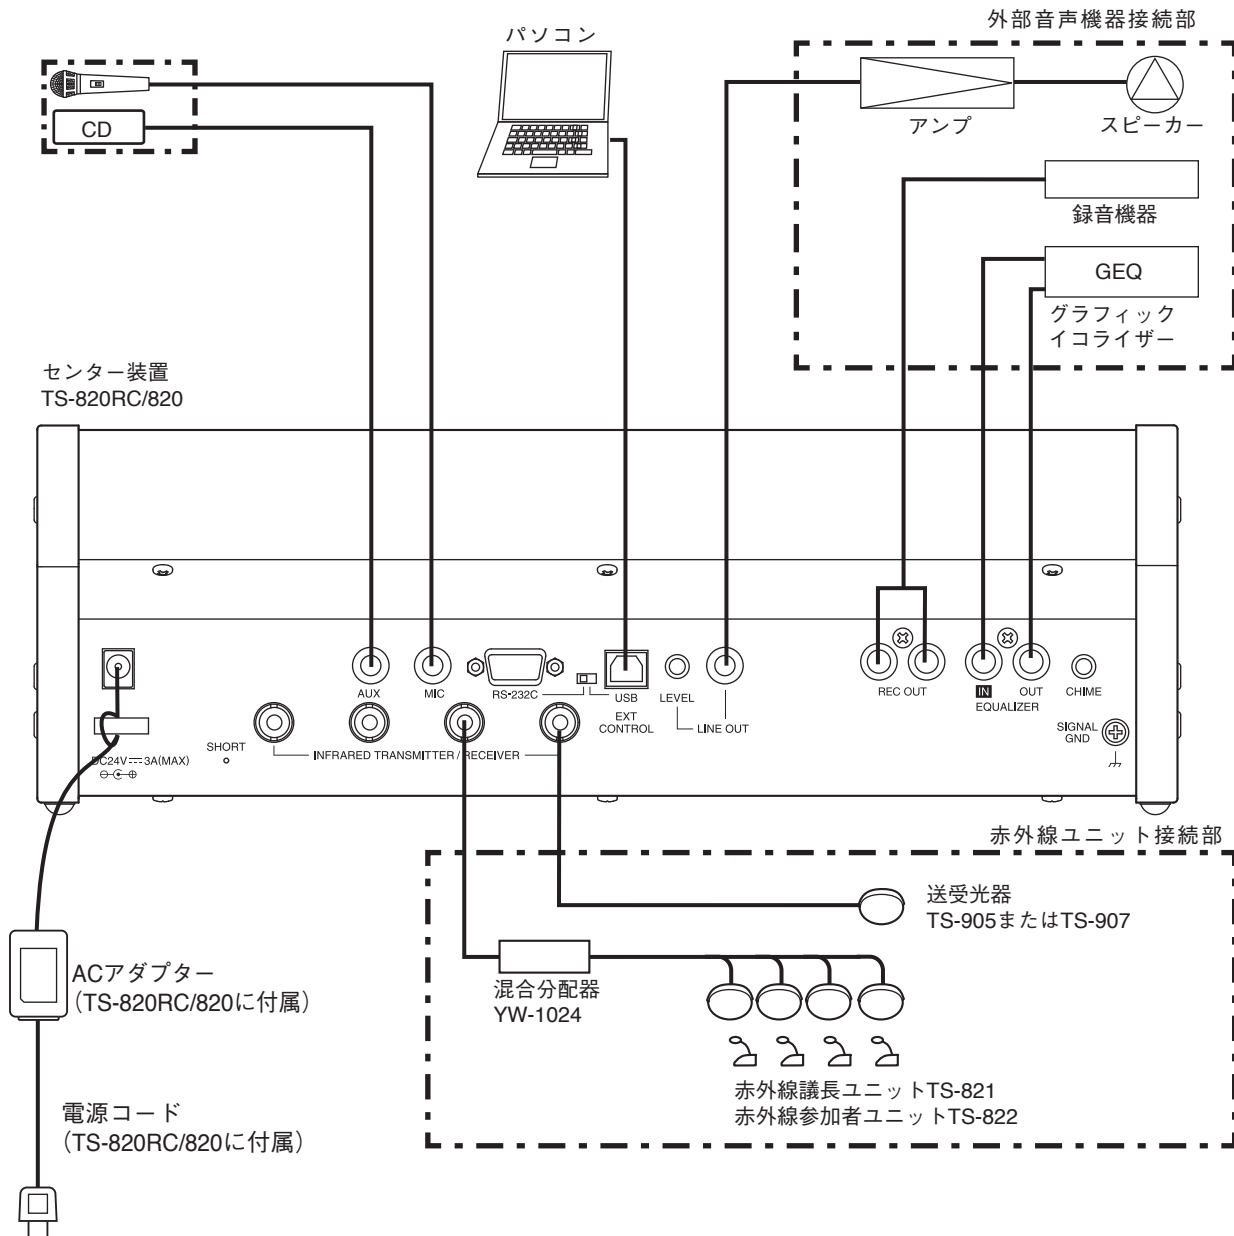 外部音声機器接続部
パソコン
CD
アンプ
スピーカー
録音機器
GEQ
グラフィック
イコライザー
センター装置
TS-820RC/820
AUX
MIC
RS-232C
USB
EXT
CONTROL
LEVEL
LINE OUT
REC OUT
IN
OUT
EQUALIZER
CHIME
SIGNAL
GND
SHORT
INFRARED TRANSMITTER / RECEIVER
DC24V⎓3A(MAX)
赤外線ユニット接続部
送受光器
TS-905またはTS-907
混合分配器
YW-1024
赤外線議長ユニットTS-821
赤外線参加者ユニットTS-822
ACアダプター
（TS-820RC/820に付属）
電源コード
（TS-820RC/820に付属）